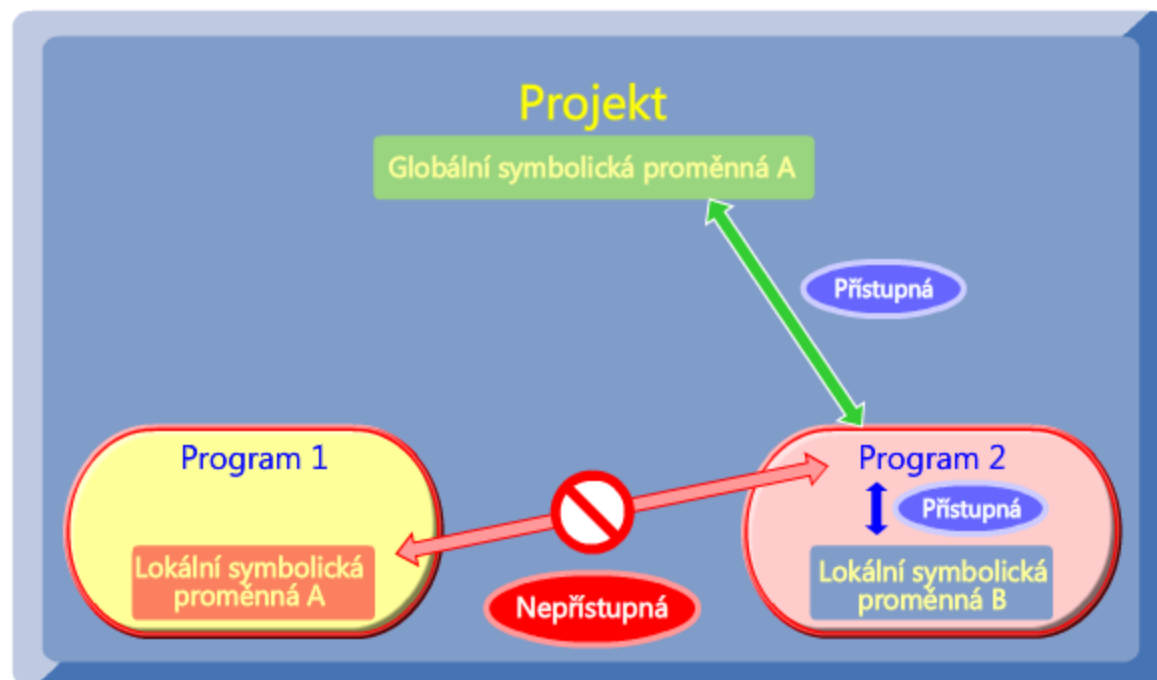 Projekt
Globální symbolická proměnná A
Přístupná
Program 1
Program 2
Přístupná
Lokální symbolická
proměnná A
Nepřístupná
Lokální symbolická
proměnná B